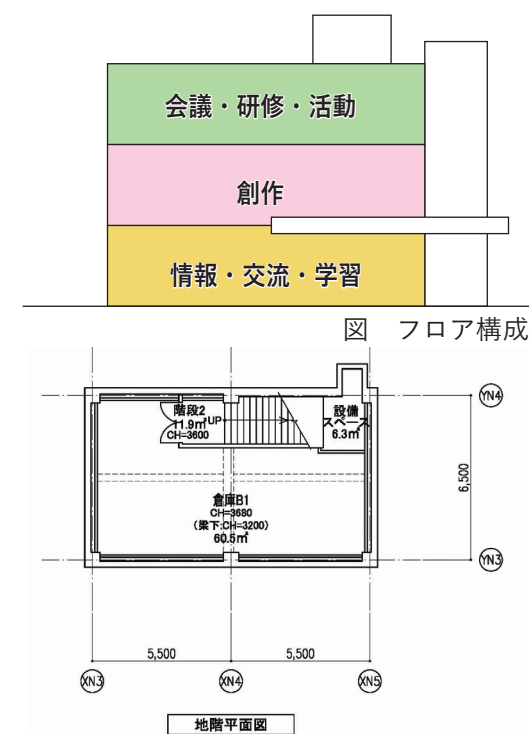 会議・研修・活動
創作
情報・交流・学習
図　フロア構成
YN4
階段2
11.9㎡
UP
CH=3600
設備
スペース
6.3㎡
6,500
倉庫B1
CH=3680
(梁下:CH=3200)
60.5㎡
YN3
5,500
5,500
XN3
XN4
XN5
地階平面図